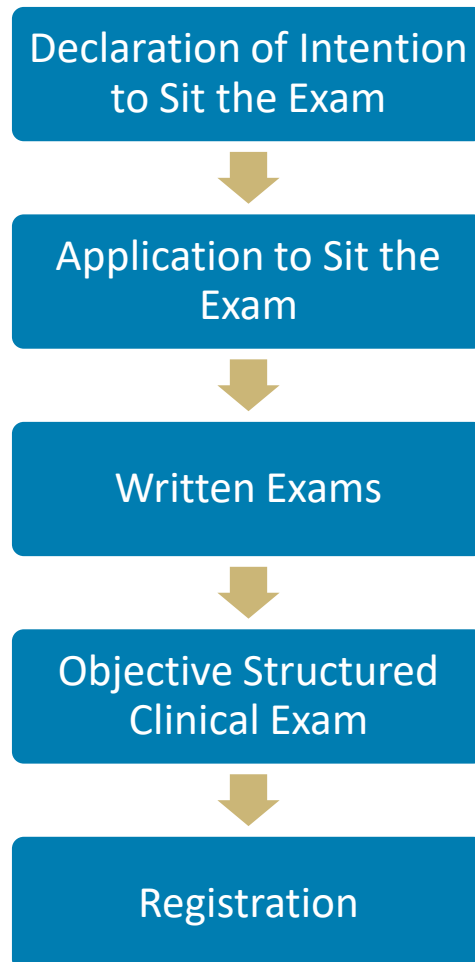 Declaration of Intention
to Sit the Exam
Application to Sit the
Exam
Written Exams
Objective Structured
Clinical Exam
Registration